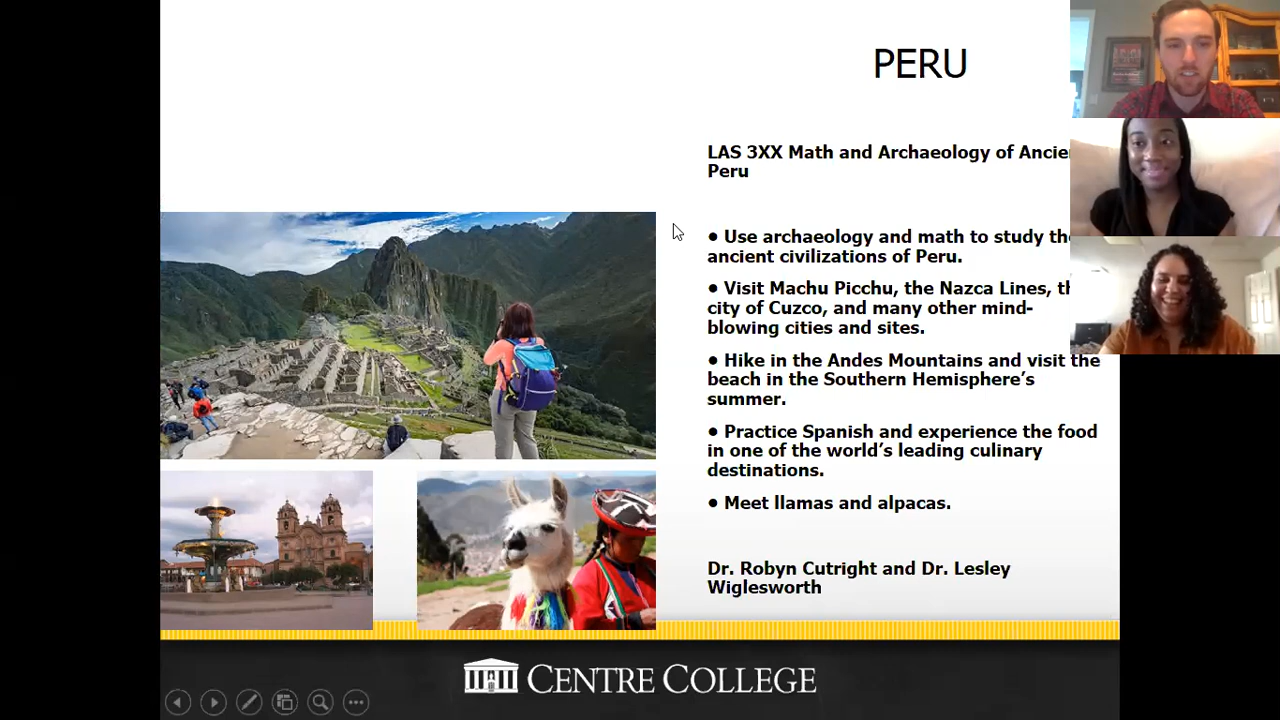 PERU
LAS 3XX Math and Archaeology of
Peru
● Use archaeology and math to study
ancient civilizations of Peru.
● Visit Machu Picchu, the Nazca Lines,
city of Cuzco, and many other mind-
blowing cities and sites.
● Hike in the Andes Mountains and visit the
beach in the Southern Hemisphere’s
summer.
● Practice Spanish and experience the food
in one of the world’s leading culinary
destinations.
● Meet llamas and alpacas.
Dr. Robyn Cutright and Dr. Lesley
Wiglesworth
CENTRE COLLEGE